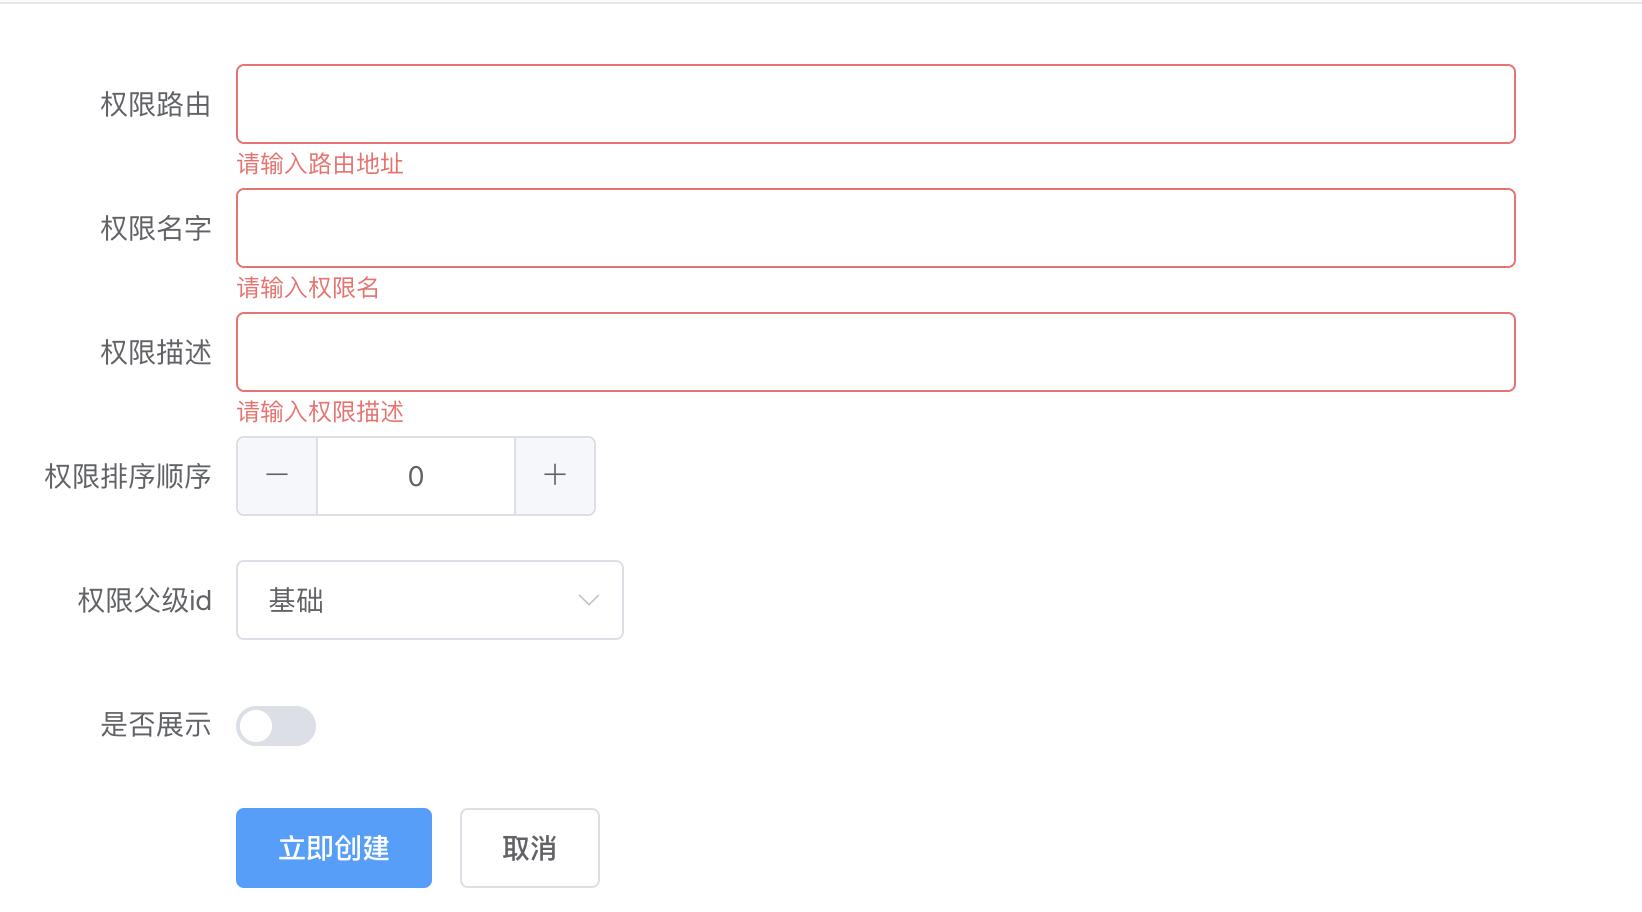 权限路由
请输入路由地址
权限名字
请输入权限名
权限描述
请输入权限描述
权限排序顺序 0
权限父级id 基础
是否展示
立即创建 取消